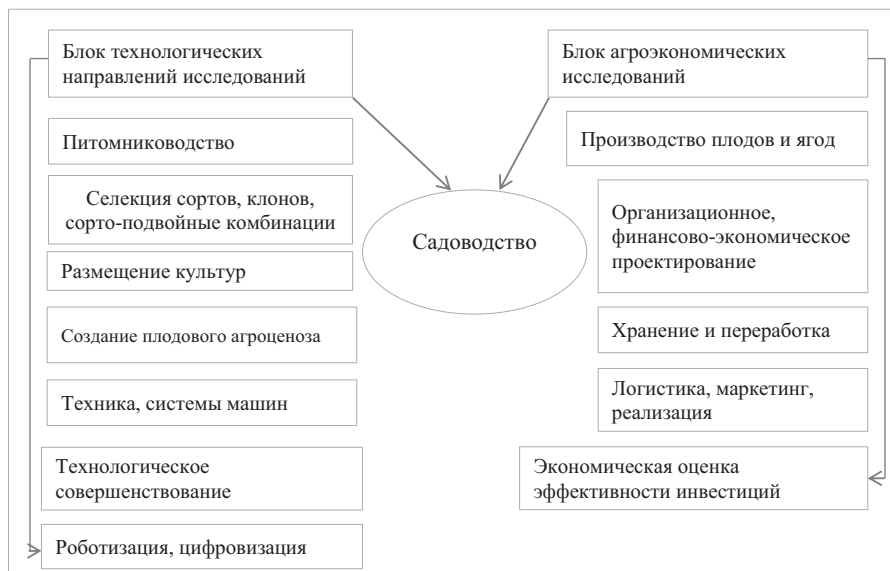 Блок технологических
направлений исследований
Питомниководство
Селекция сортов, клонов,
сорто-подвойные комбинации
Размещение культур
Создание плодового агроценоза
Техника, системы машин
Технологическое
совершенствование
Роботизация, цифровизация
Садоводство
Блок агроэкономических
исследований
Производство плодов и ягод
Организационное,
финансово-экономическое
проектирование
Хранение и переработка
Логистика, маркетинг,
реализация
Экономическая оценка
эффективности инвестиций